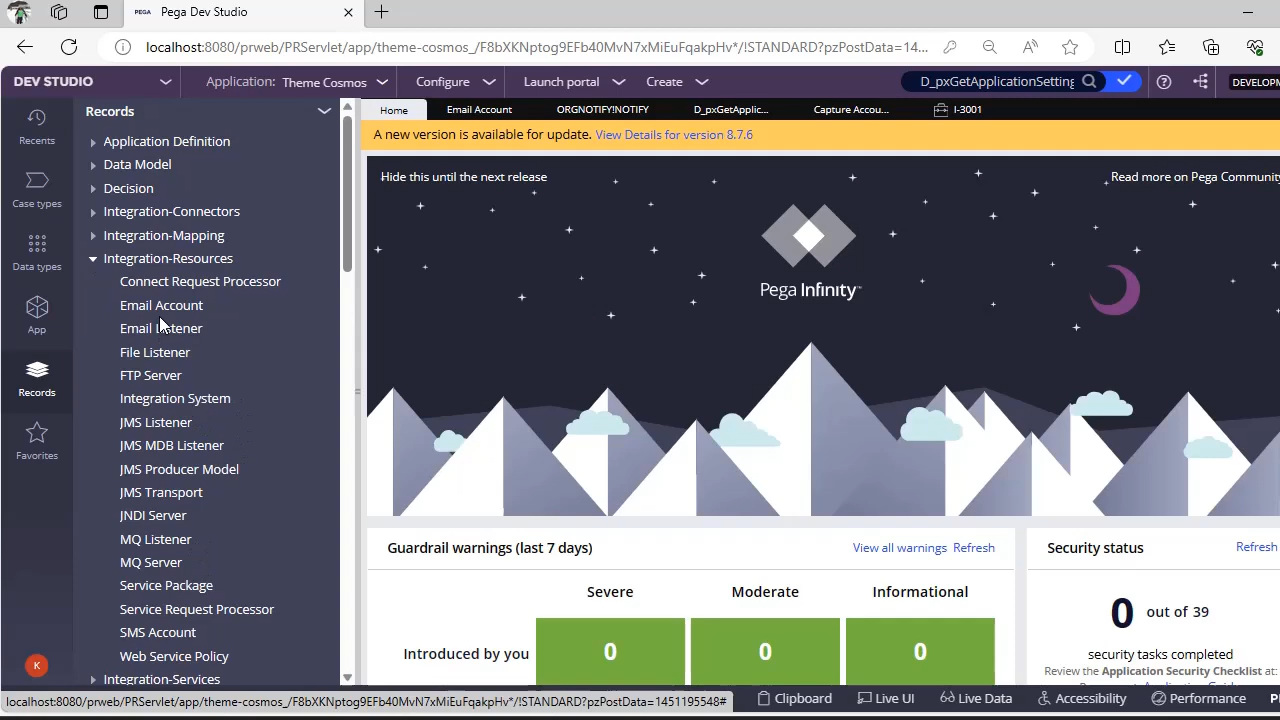 PEGA Pega Dev Studio
localhost:8080/prweb/PRServlet/app/theme-cosmos_/F8bXKNptog9EFb40MvN7xMiEuFqakpHv*/!STANDARD?pzPostData=14...
DEV STUDIO Application: Theme Cosmos Configure Launch portal Create D_pxGetApplicationSetting DEVELOPM
Records
Home Email Account ORGNOTIFY!NOTIFY D_pxGetApplic... Capture Accou... I-3001
A new version is available for update. View Details for version 8.7.6
Recents
Case types
Data types
App
Records
Favorites
K
Application Definition
Data Model
Decision
Integration-Connectors
Integration-Mapping
Integration-Resources
Connect Request Processor
Email Account
Email Listener
File Listener
FTP Server
Integration System
JMS Listener
JMS MDB Listener
JMS Producer Model
JMS Transport
JNDI Server
MQ Listener
MQ Server
Service Package
Service Request Processor
SMS Account
Web Service Policy
Integration-Services
Hide this until the next release
Read more on Pega Community
Pega Infinity™
Guardrail warnings (last 7 days) View all warnings Refresh
Severe Moderate Informational
Introduced by you 0 0 0
Security status Refresh
0 out of 39
security tasks completed
Review the Application Security Checklist at:
localhost:8080/prweb/PRServlet/app/theme-cosmos_/F8bXKNptog9EFb40MvN7xMiEuFqakpHv*/!STANDARD?pzPostData=1451195548#
Clipboard Live UI Live Data Accessibility Performance